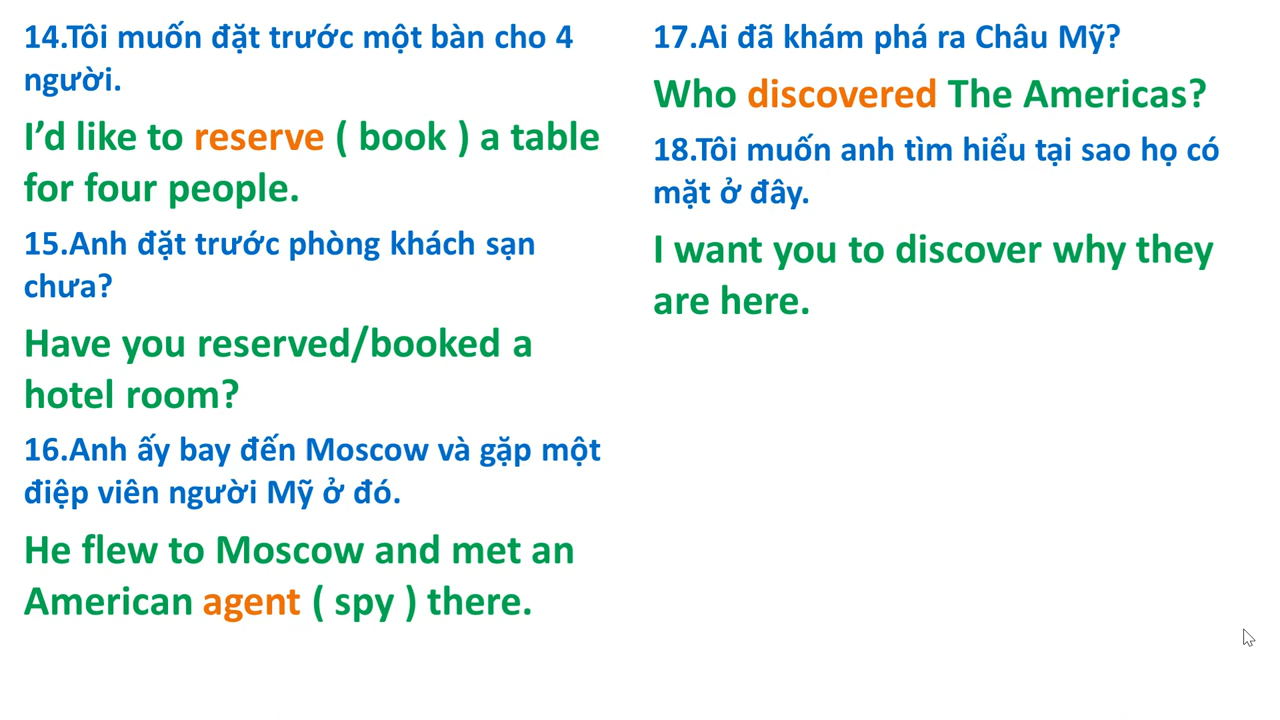 14.Tôi muốn đặt trước một bàn cho 4
người.
I’d like to reserve ( book ) a table
for four people.
15.Anh đặt trước phòng khách sạn
chưa?
Have you reserved/booked a
hotel room?
16.Anh ấy bay đến Moscow và gặp một
điệp viên người Mỹ ở đó.
He flew to Moscow and met an
American agent ( spy ) there.
17.Ai đã khám phá ra Châu Mỹ?
Who discovered The Americas?
18.Tôi muốn anh tìm hiểu tại sao họ có
mặt ở đây.
I want you to discover why they
are here.